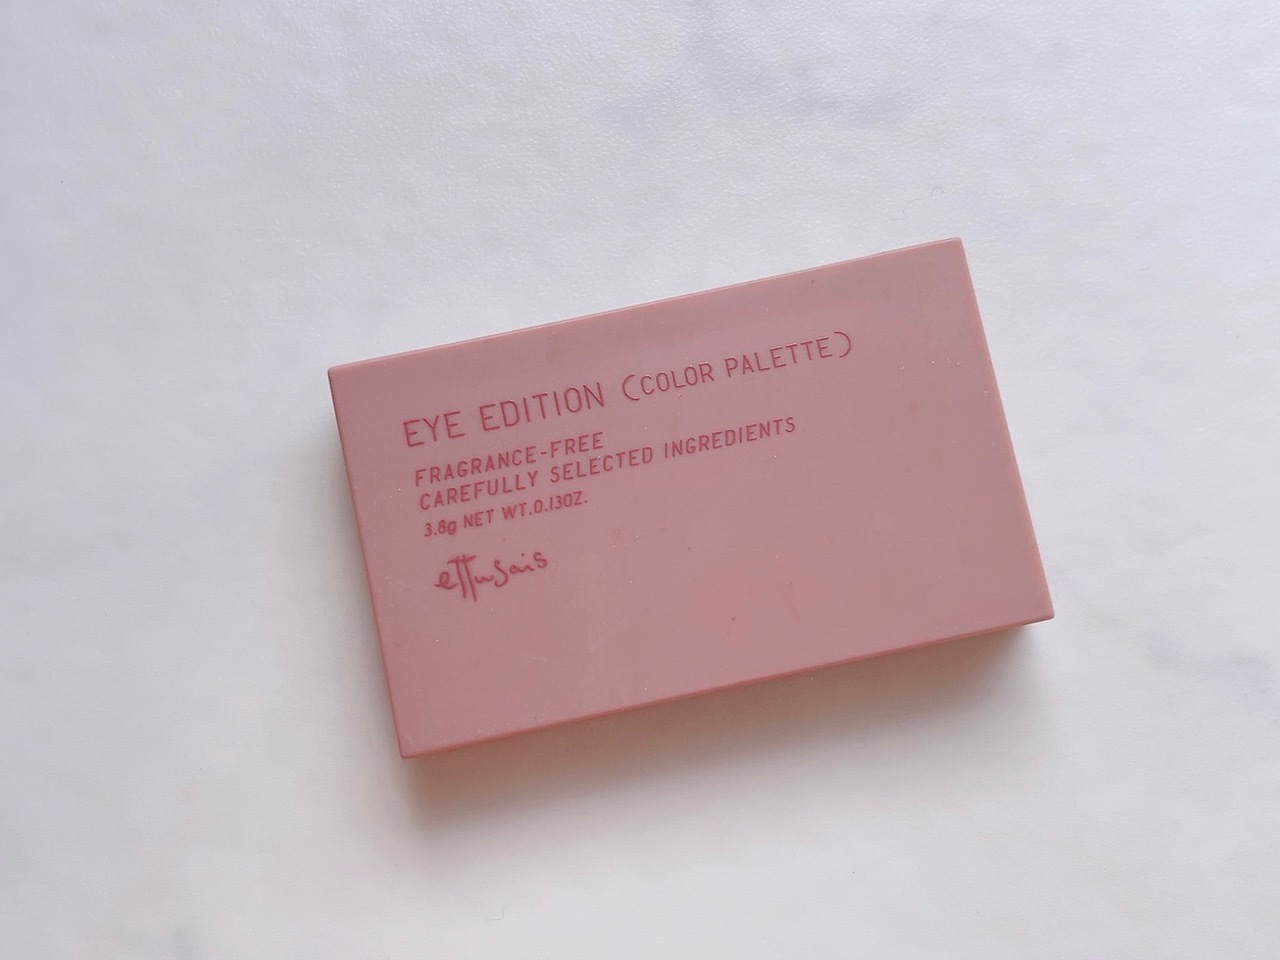 EYE EDITION (COLOR PALETTE)
FRAGRANCE-FREE
CAREFULLY SELECTED INGREDIENTS
3.8g NET WT.0.13OZ.
ettusais